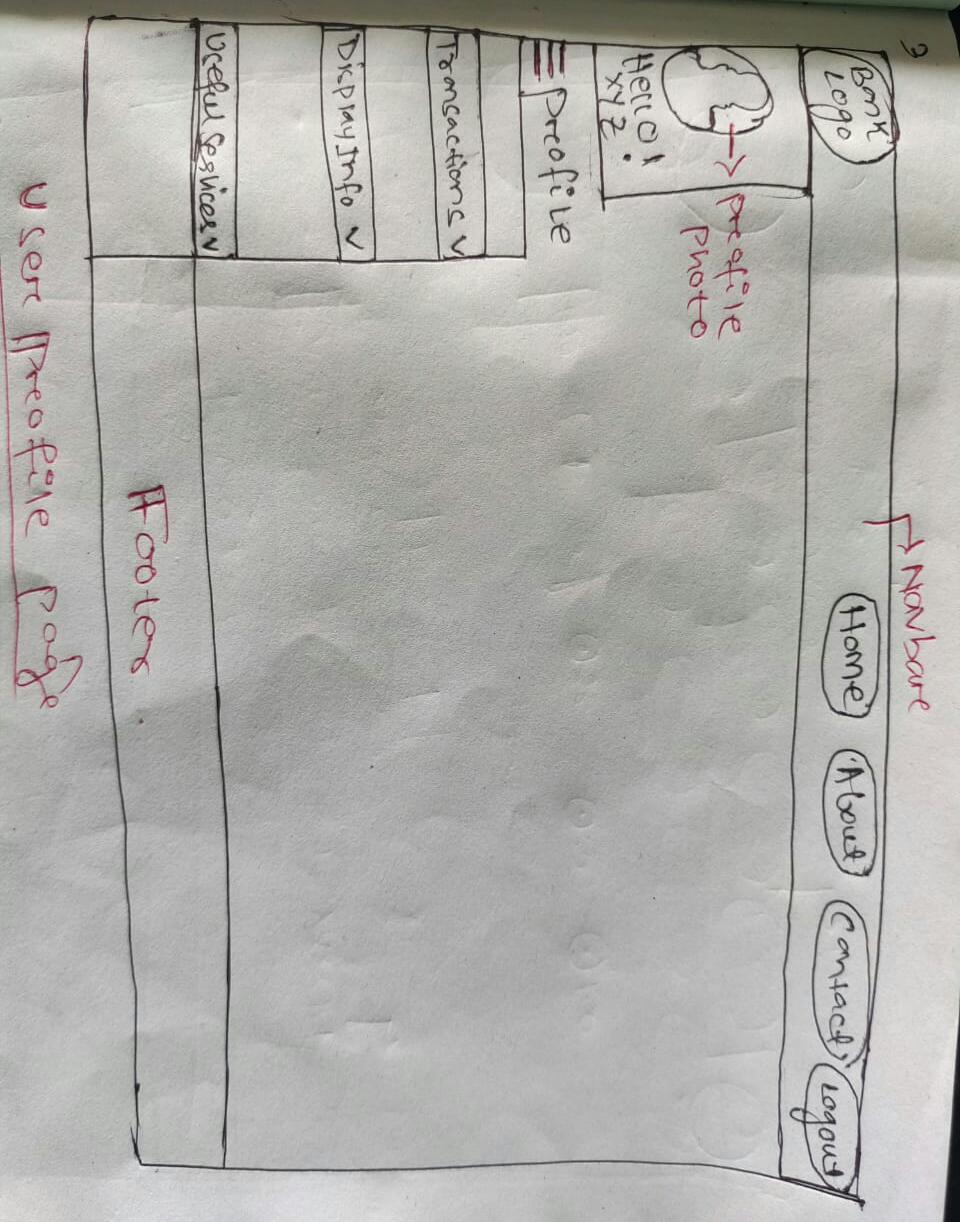 3
Bank
Logo
Navbar
Home
About
Contact
Logout
profile
photo
Hello!
XYZ
Profile
Transactions
Display Info
Useful Services
Footer
User Profile page